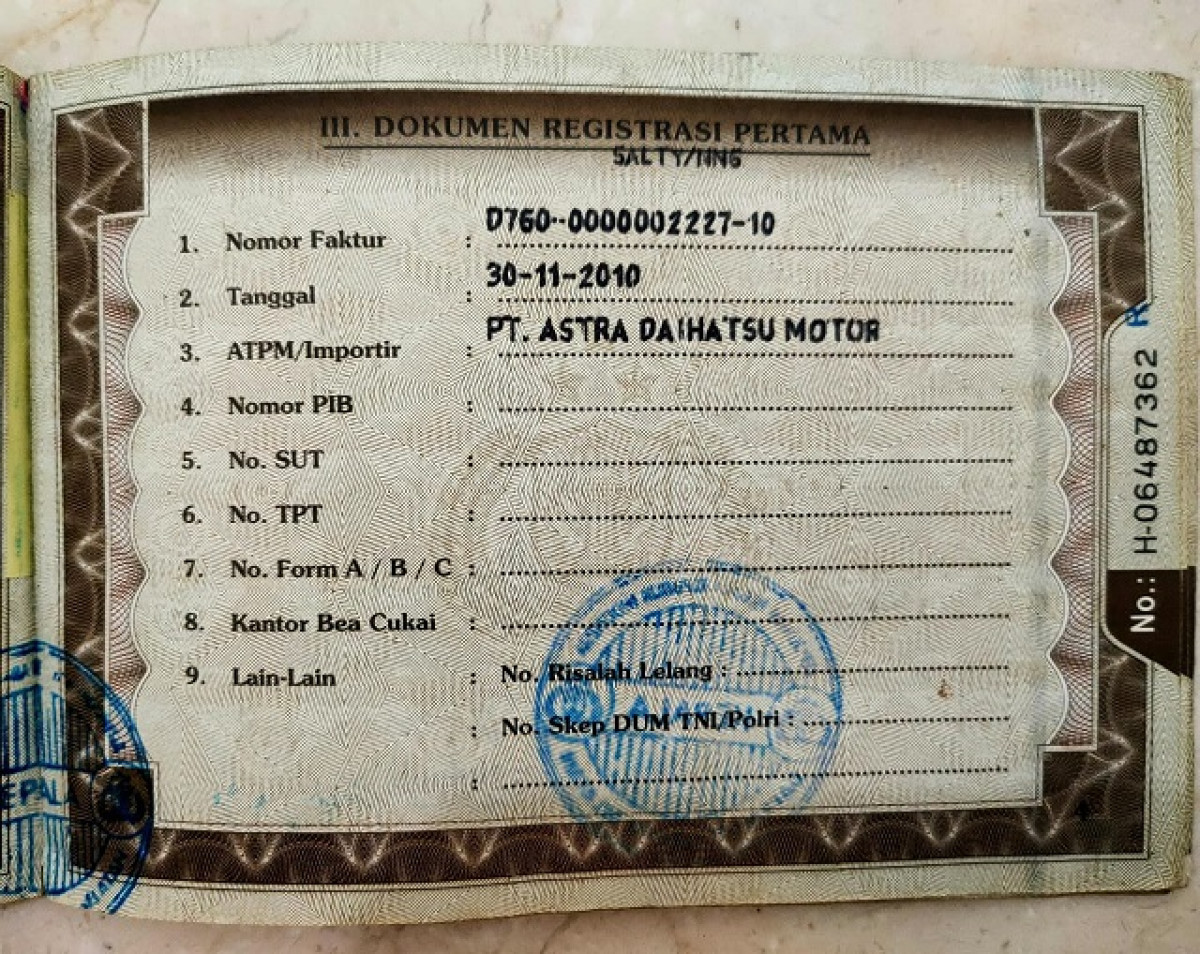 III. DOKUMEN REGISTRASI PERTAMA
SALTY/NNG
1. Nomor Faktur : D760--0000002227-10
2. Tanggal : 30-11-2010
3. ATPM/Importir : PT. ASTRA DAIHATSU MOTOR
4. Nomor PIB :
5. No. SUT :
6. No. TPT :
7. No. Form A / B / C :
8. Kantor Bea Cukai :
9. Lain-Lain : No. Risalah Lelang :
: No. Skep DUM TNI/Polri :
:
No.: H-06487362 R
EPALA
4